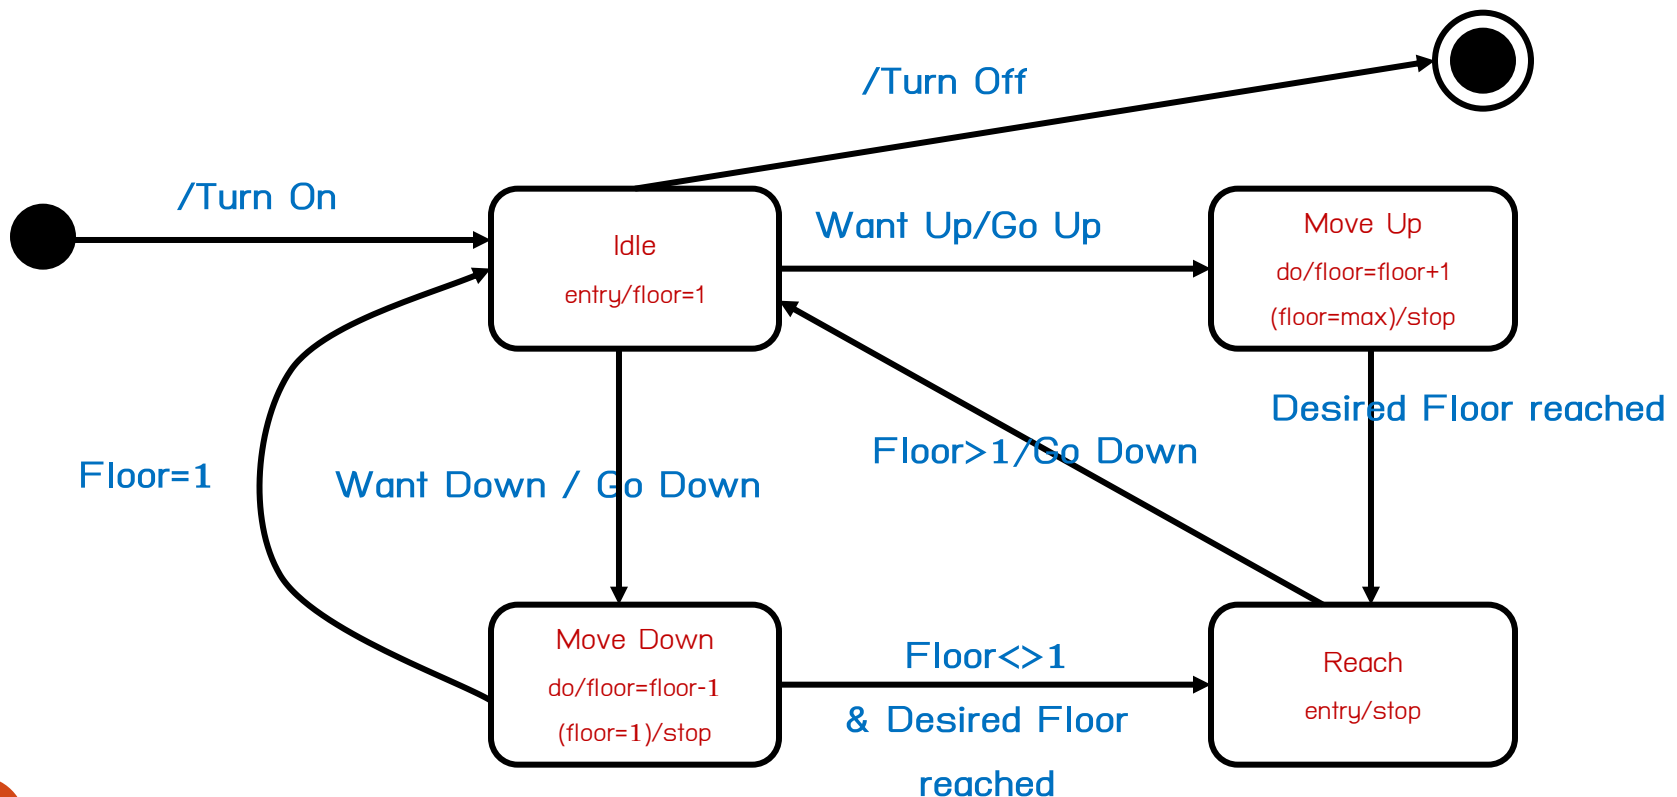 /Turn Off
/Turn On
Idle
entry/floor=1
Want Up/Go Up
Move Up
do/floor=floor+1
(floor=max)/stop
Desired Floor reached
Floor>1/Go Down
Floor=1
Want Down / Go Down
Move Down
do/floor=floor-1
(floor=1)/stop
Floor<>1
& Desired Floor
reached
Reach
entry/stop